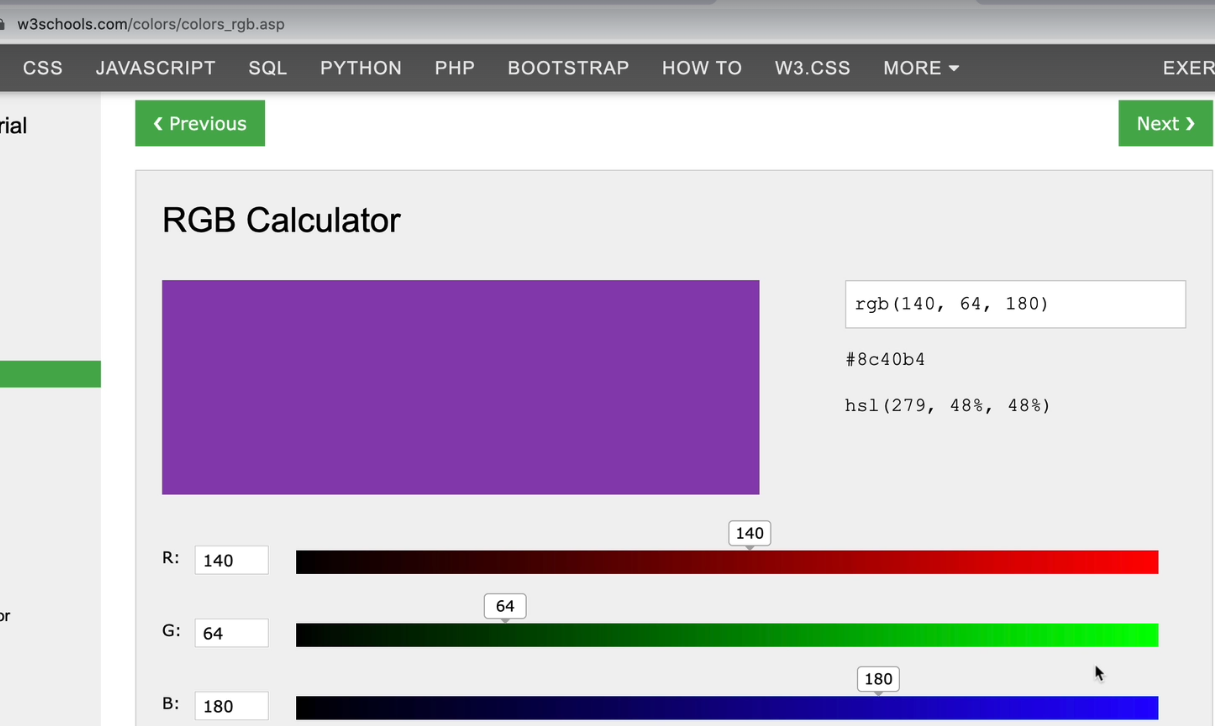 w3schools.com/colors/colors_rgb.asp
CSS JAVASCRIPT SQL PYTHON PHP BOOTSTRAP HOW TO W3.CSS MORE EXER
rial
❮ Previous
Next ❯
RGB Calculator
rgb(140, 64, 180)
#8c40b4
hsl(279, 48%, 48%)
140
R: 140
64
or
G: 64
180
B: 180